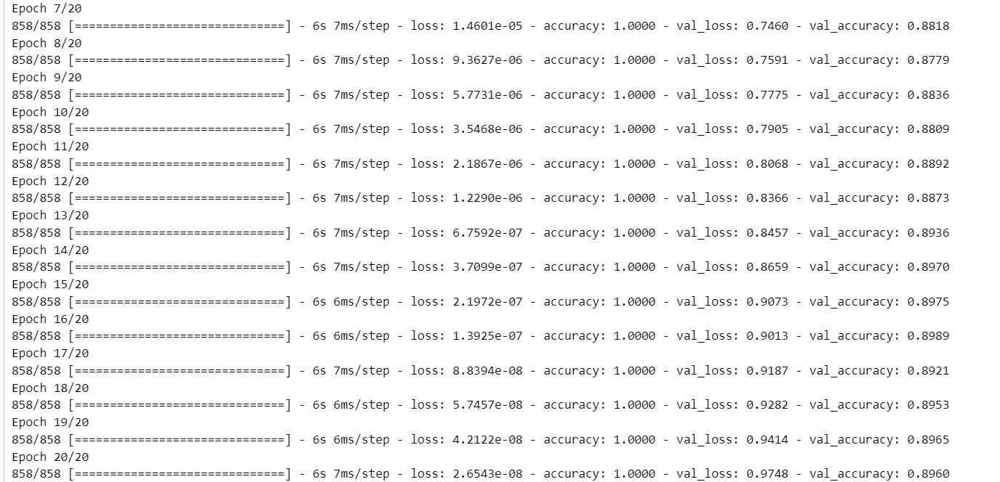 Epoch 7/20
858/858 [==============================] - 6s 7ms/step - loss: 1.4601e-05 - accuracy: 1.0000 - val_loss: 0.7460 - val_accuracy: 0.8818
Epoch 8/20
858/858 [==============================] - 6s 7ms/step - loss: 9.3627e-06 - accuracy: 1.0000 - val_loss: 0.7591 - val_accuracy: 0.8779
Epoch 9/20
858/858 [==============================] - 6s 7ms/step - loss: 5.7731e-06 - accuracy: 1.0000 - val_loss: 0.7775 - val_accuracy: 0.8836
Epoch 10/20
858/858 [==============================] - 6s 7ms/step - loss: 3.5468e-06 - accuracy: 1.0000 - val_loss: 0.7905 - val_accuracy: 0.8809
Epoch 11/20
858/858 [==============================] - 6s 7ms/step - loss: 2.1867e-06 - accuracy: 1.0000 - val_loss: 0.8068 - val_accuracy: 0.8892
Epoch 12/20
858/858 [==============================] - 6s 7ms/step - loss: 1.2290e-06 - accuracy: 1.0000 - val_loss: 0.8366 - val_accuracy: 0.8873
Epoch 13/20
858/858 [==============================] - 6s 7ms/step - loss: 6.7592e-07 - accuracy: 1.0000 - val_loss: 0.8457 - val_accuracy: 0.8936
Epoch 14/20
858/858 [==============================] - 6s 7ms/step - loss: 3.7099e-07 - accuracy: 1.0000 - val_loss: 0.8659 - val_accuracy: 0.8970
Epoch 15/20
858/858 [==============================] - 6s 6ms/step - loss: 2.1972e-07 - accuracy: 1.0000 - val_loss: 0.9073 - val_accuracy: 0.8975
Epoch 16/20
858/858 [==============================] - 6s 6ms/step - loss: 1.3925e-07 - accuracy: 1.0000 - val_loss: 0.9013 - val_accuracy: 0.8989
Epoch 17/20
858/858 [==============================] - 6s 7ms/step - loss: 8.8394e-08 - accuracy: 1.0000 - val_loss: 0.9187 - val_accuracy: 0.8921
Epoch 18/20
858/858 [==============================] - 6s 6ms/step - loss: 5.7457e-08 - accuracy: 1.0000 - val_loss: 0.9282 - val_accuracy: 0.8953
Epoch 19/20
858/858 [==============================] - 6s 6ms/step - loss: 4.2122e-08 - accuracy: 1.0000 - val_loss: 0.9414 - val_accuracy: 0.8965
Epoch 20/20
858/858 [==============================] - 6s 7ms/step - loss: 2.6543e-08 - accuracy: 1.0000 - val_loss: 0.9748 - val_accuracy: 0.8960